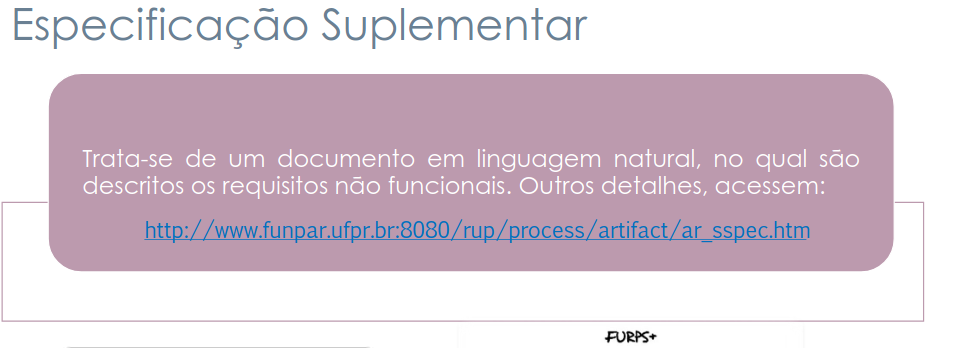 Especificação Suplementar
Trata-se de um documento em linguagem natural, no qual são
descritos os requisitos não funcionais. Outros detalhes, acessem:
http://www.funpar.ufpr.br:8080/rup/process/artifact/ar_sspec.htm
FURPS+